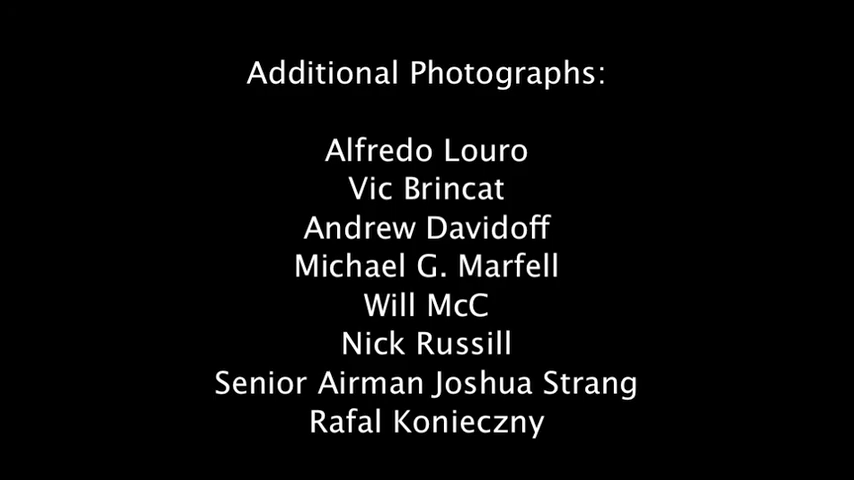 Additional Photographs:
Alfredo Louro
Vic Brincat
Andrew Davidoff
Michael G. Marfell
Will McC
Nick Russill
Senior Airman Joshua Strang
Rafal Konieczny